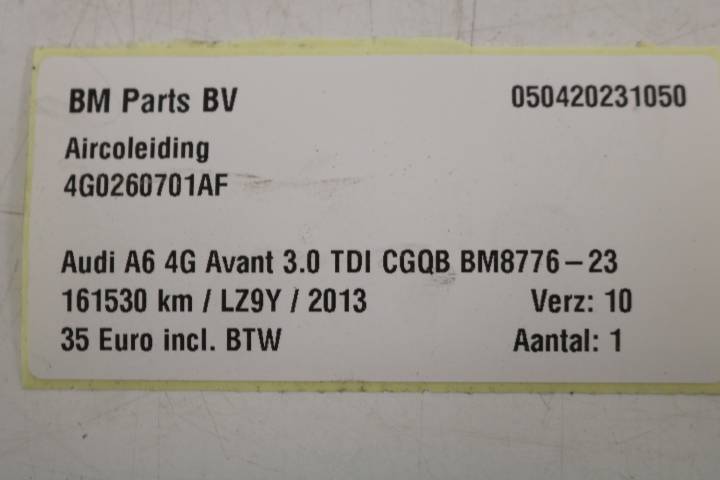 BM Parts BV 050420231050
Aircoleiding
4G0260701AF
Audi A6 4G Avant 3.0 TDI CGQB BM8776-23
161530 km / LZ9Y / 2013 Verz: 10
35 Euro incl. BTW Aantal: 1